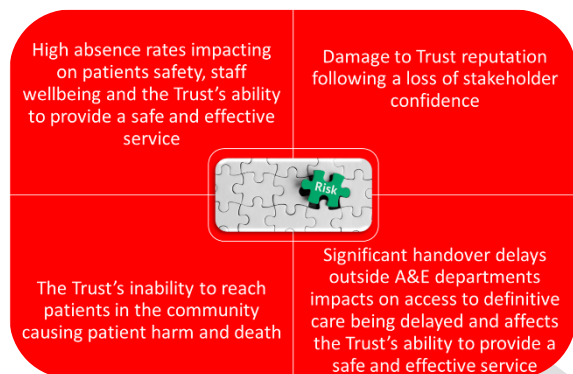 High absence rates impacting
on patients safety, staff
wellbeing and the Trust's ability
to provide a safe and effective
service
Damage to Trust reputation
following a loss of stakeholder
confidence
Risk
The Trust's inability to reach
patients in the community
causing patient harm and death
Significant handover delays
outside A&E departments
impacts on access to definitive
care being delayed and affects
the Trust's ability to provide a
safe and effective service